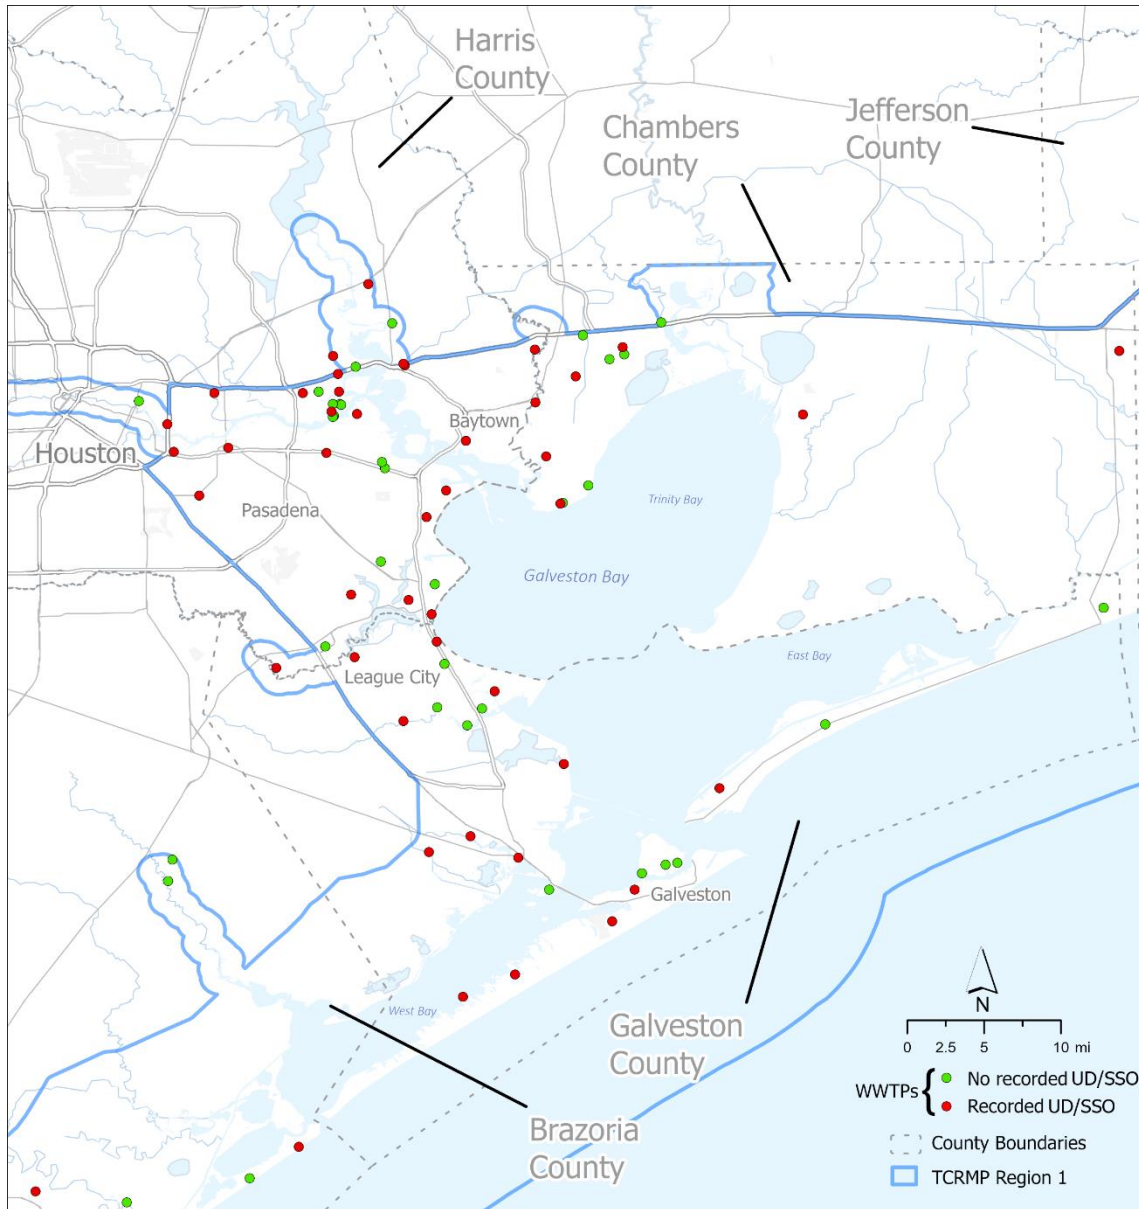 Harris
County
Chambers
County
Jefferson
County
Baytown
Houston
Pasadena
Trinity Bay
Galveston Bay
East Bay
League City
Galveston
West Bay
Galveston
County
Brazoria
County
N
0 2.5 5 10 mi
WWTPs
No recorded UD/SSO
Recorded UD/SSO
County Boundaries
TCRMP Region 1